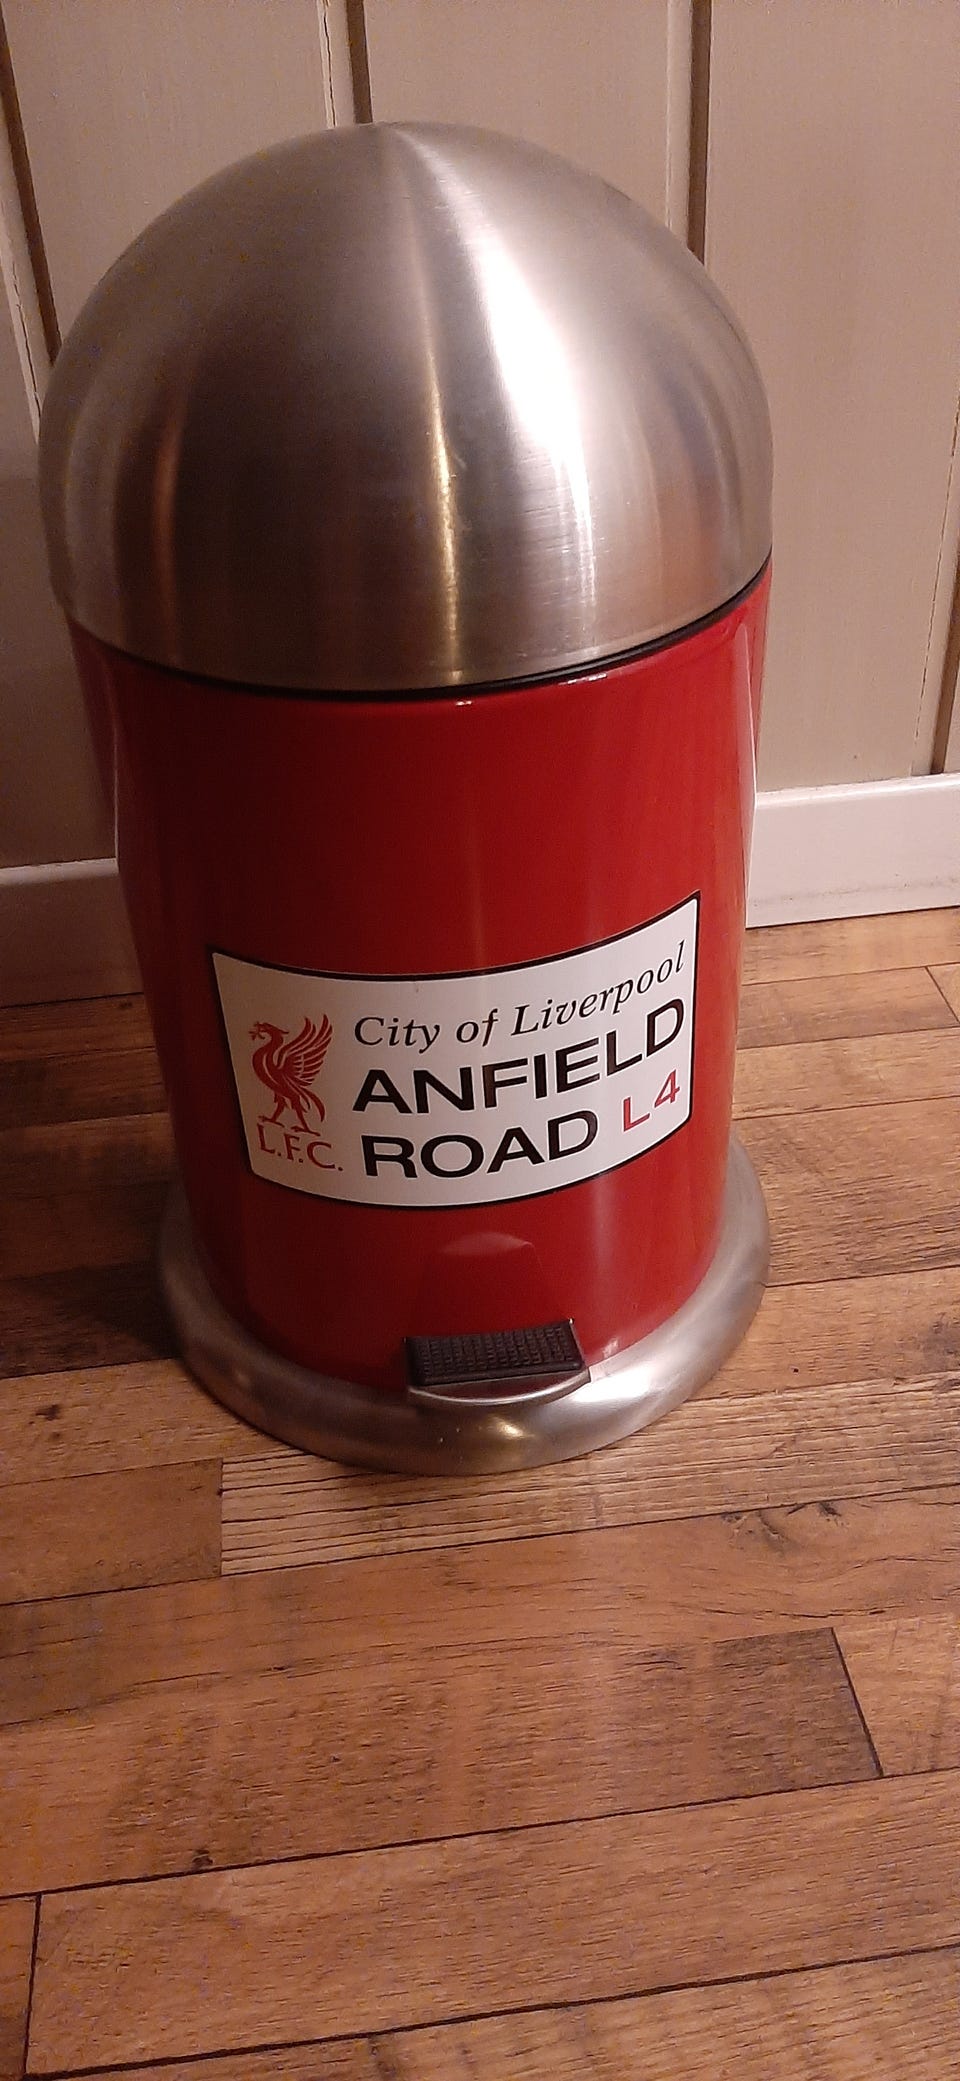 City of Liverpool
ANFIELD
ROAD L4
L.F.C.